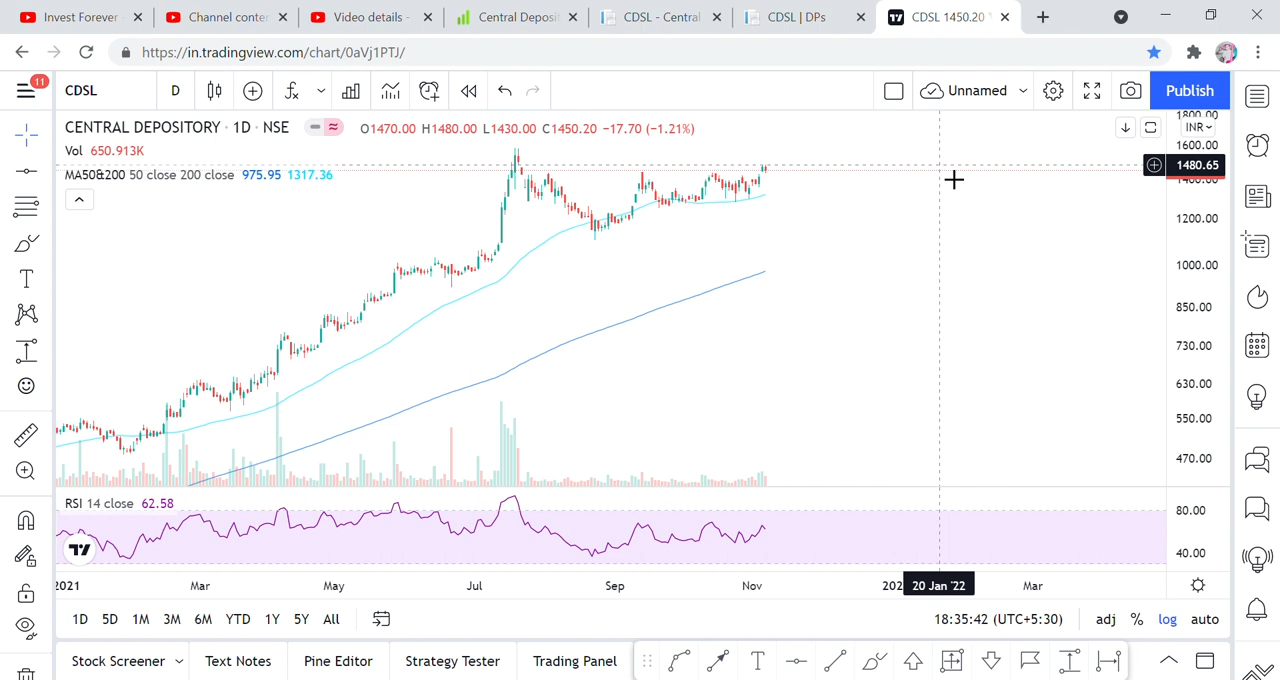 Invest Forever
Channel conten
Video details -
Central Deposi
CDSL - Central
CDSL | DPs
CDSL 1450.20
https://in.tradingview.com/chart/0aVj1PTJ/
11
CDSL
D
Unnamed
Publish
CENTRAL DEPOSITORY · 1D · NSE
O1470.00 H1480.00 L1430.00 C1450.20 −17.70 (−1.21%)
Vol 650.913K
MA50&200 50 close 200 close 975.95 1317.36
INR
1800.00
1600.00
1480.65
1400.00
1200.00
1000.00
850.00
730.00
630.00
550.00
470.00
RSI 14 close 62.58
80.00
40.00
2021
Mar
May
Jul
Sep
Nov
202
20 Jan '22
Mar
1D 5D 1M 3M 6M YTD 1Y 5Y All
18:35:42 (UTC+5:30)
adj % log auto
Stock Screener
Text Notes
Pine Editor
Strategy Tester
Trading Panel